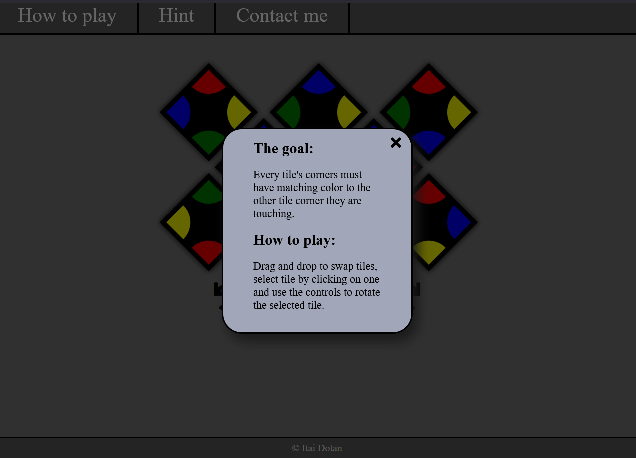 How to play
Hint
Contact me
The goal:
Every tile's corners must
have matching color to the
other tile corner they are
touching.
How to play:
Drag and drop to swap tiles,
select tile by clicking on one
and use the controls to rotate
the selected tile.
© Itai Dotan